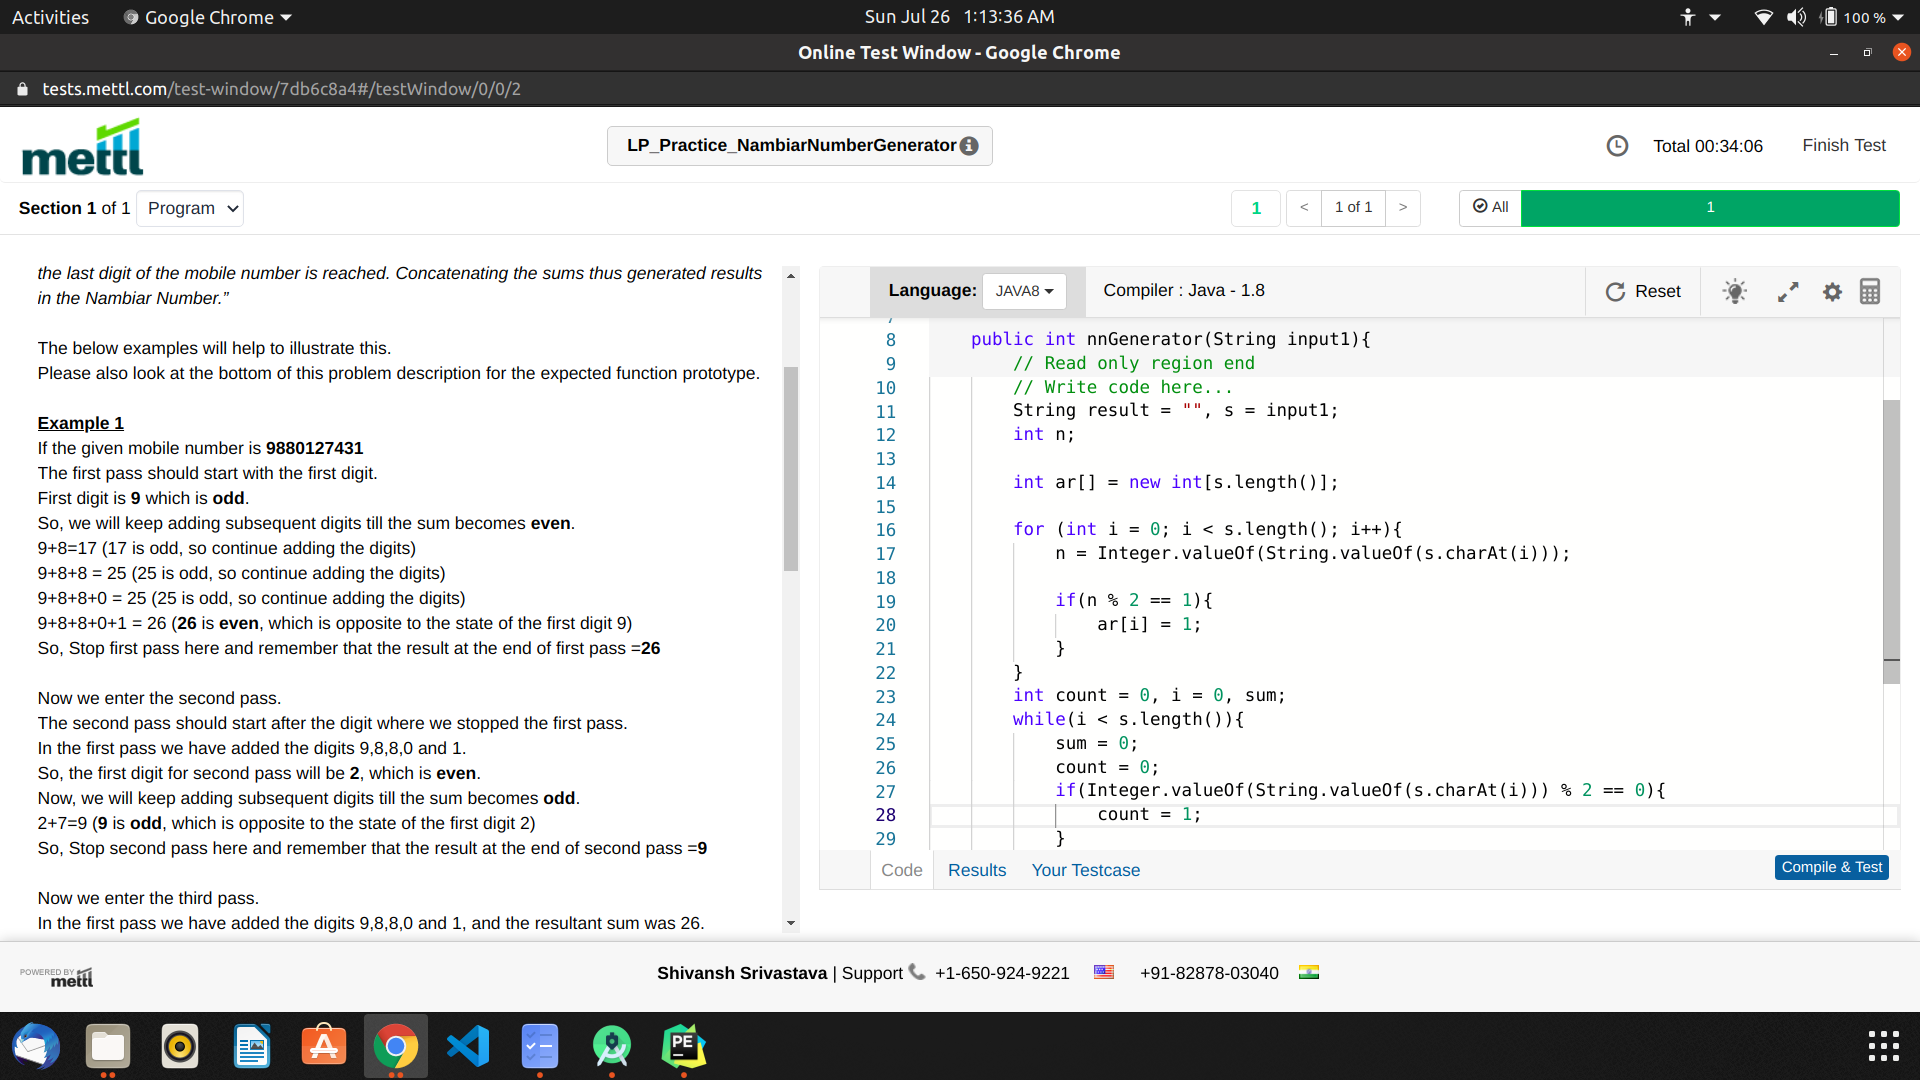 Activities
Google Chrome
Sun Jul 26 1:13:36 AM
100 %
Online Test Window - Google Chrome
tests.mettl.com/test-window/7db6c8a4#/testWindow/0/0/2
mettl
LP_Practice_NambiarNumberGenerator
Total 00:34:06
Finish Test
Section 1 of 1
Program
1
<
1 of 1
>
All
1
the last digit of the mobile number is reached. Concatenating the sums thus generated results
in the Nambiar Number.”
The below examples will help to illustrate this.
Please also look at the bottom of this problem description for the expected function prototype.
Example 1
If the given mobile number is 9880127431
The first pass should start with the first digit.
First digit is 9 which is odd.
So, we will keep adding subsequent digits till the sum becomes even.
9+8=17 (17 is odd, so continue adding the digits)
9+8+8 = 25 (25 is odd, so continue adding the digits)
9+8+8+0 = 25 (25 is odd, so continue adding the digits)
9+8+8+0+1 = 26 (26 is even, which is opposite to the state of the first digit 9)
So, Stop first pass here and remember that the result at the end of first pass =26
Now we enter the second pass.
The second pass should start after the digit where we stopped the first pass.
In the first pass we have added the digits 9,8,8,0 and 1.
So, the first digit for second pass will be 2, which is even.
Now, we will keep adding subsequent digits till the sum becomes odd.
2+7=9 (9 is odd, which is opposite to the state of the first digit 2)
So, Stop second pass here and remember that the result at the end of second pass =9
Now we enter the third pass.
In the first pass we have added the digits 9,8,8,0 and 1, and the resultant sum was 26.
Language: JAVA8
Compiler : Java - 1.8
Reset
7
8 public int nnGenerator(String input1){
9 // Read only region end
10 // Write code here...
11 String result = "", s = input1;
12 int n;
13
14 int ar[] = new int[s.length()];
15
16 for (int i = 0; i < s.length(); i++){
17 n = Integer.valueOf(String.valueOf(s.charAt(i)));
18
19 if(n % 2 == 1){
20 ar[i] = 1;
21 }
22 }
23 int count = 0, i = 0, sum;
24 while(i < s.length()){
25 sum = 0;
26 count = 0;
27 if(Integer.valueOf(String.valueOf(s.charAt(i))) % 2 == 0){
28 count = 1;
29 }
Code
Results
Your Testcase
Compile & Test
POWERED BY mettl
Shivansh Srivastava | Support +1-650-924-9221 +91-82878-03040
PE